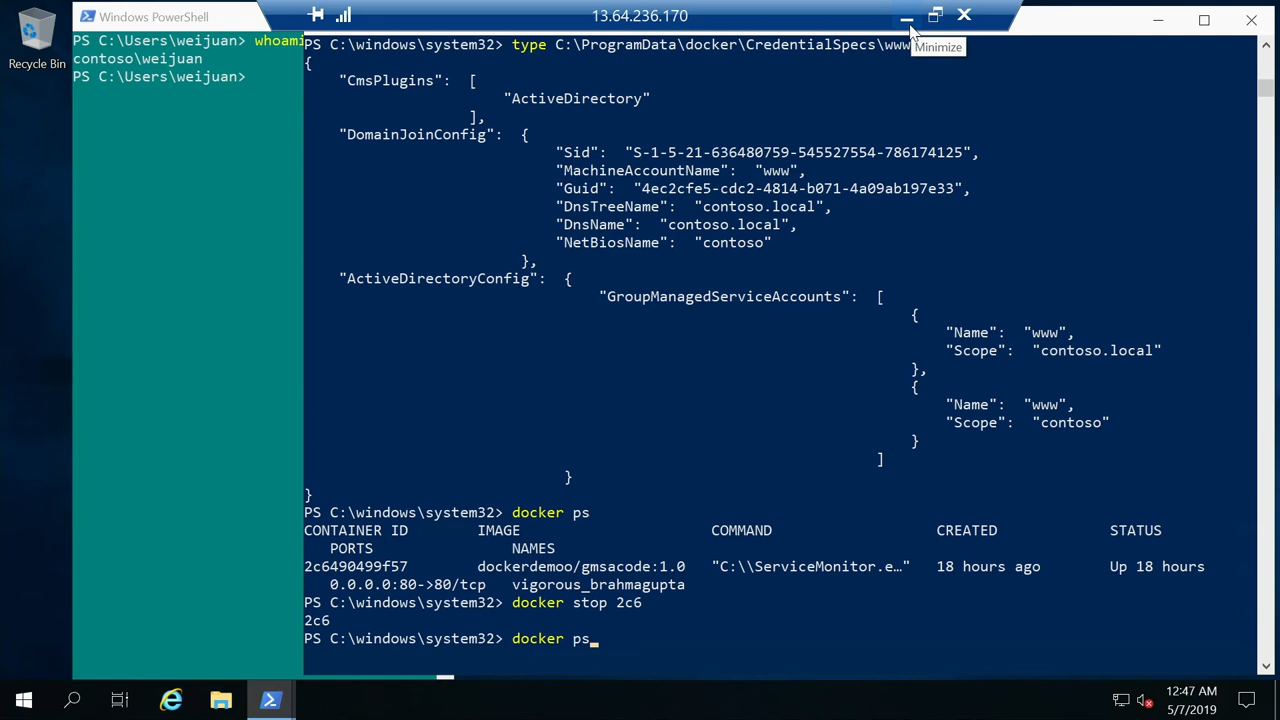 Windows PowerShell
13.64.236.170
Minimize
Recycle Bin
PS C:\Users\weijuan> whoami
contoso\weijuan
PS C:\Users\weijuan>
PS C:\windows\system32> type C:\ProgramData\docker\CredentialSpecs\www
{
"CmsPlugins": [
"ActiveDirectory"
],
"DomainJoinConfig": {
"Sid": "S-1-5-21-636480759-545527554-786174125",
"MachineAccountName": "www",
"Guid": "4ec2cfe5-cdc2-4814-b071-4a09ab197e33",
"DnsTreeName": "contoso.local",
"DnsName": "contoso.local",
"NetBiosName": "contoso"
},
"ActiveDirectoryConfig": {
"GroupManagedServiceAccounts": [
{
"Name": "www",
"Scope": "contoso.local"
},
{
"Name": "www",
"Scope": "contoso"
}
]
}
}
PS C:\windows\system32> docker ps
CONTAINER ID IMAGE COMMAND CREATED STATUS
PORTS NAMES
2c6490499f57 dockerdemoo/gmsacode:1.0 "C:\\ServiceMonitor.e…" 18 hours ago Up 18 hours
0.0.0.0:80->80/tcp vigorous_brahmagupta
PS C:\windows\system32> docker stop 2c6
2c6
PS C:\windows\system32> docker ps
12:47 AM
5/7/2019